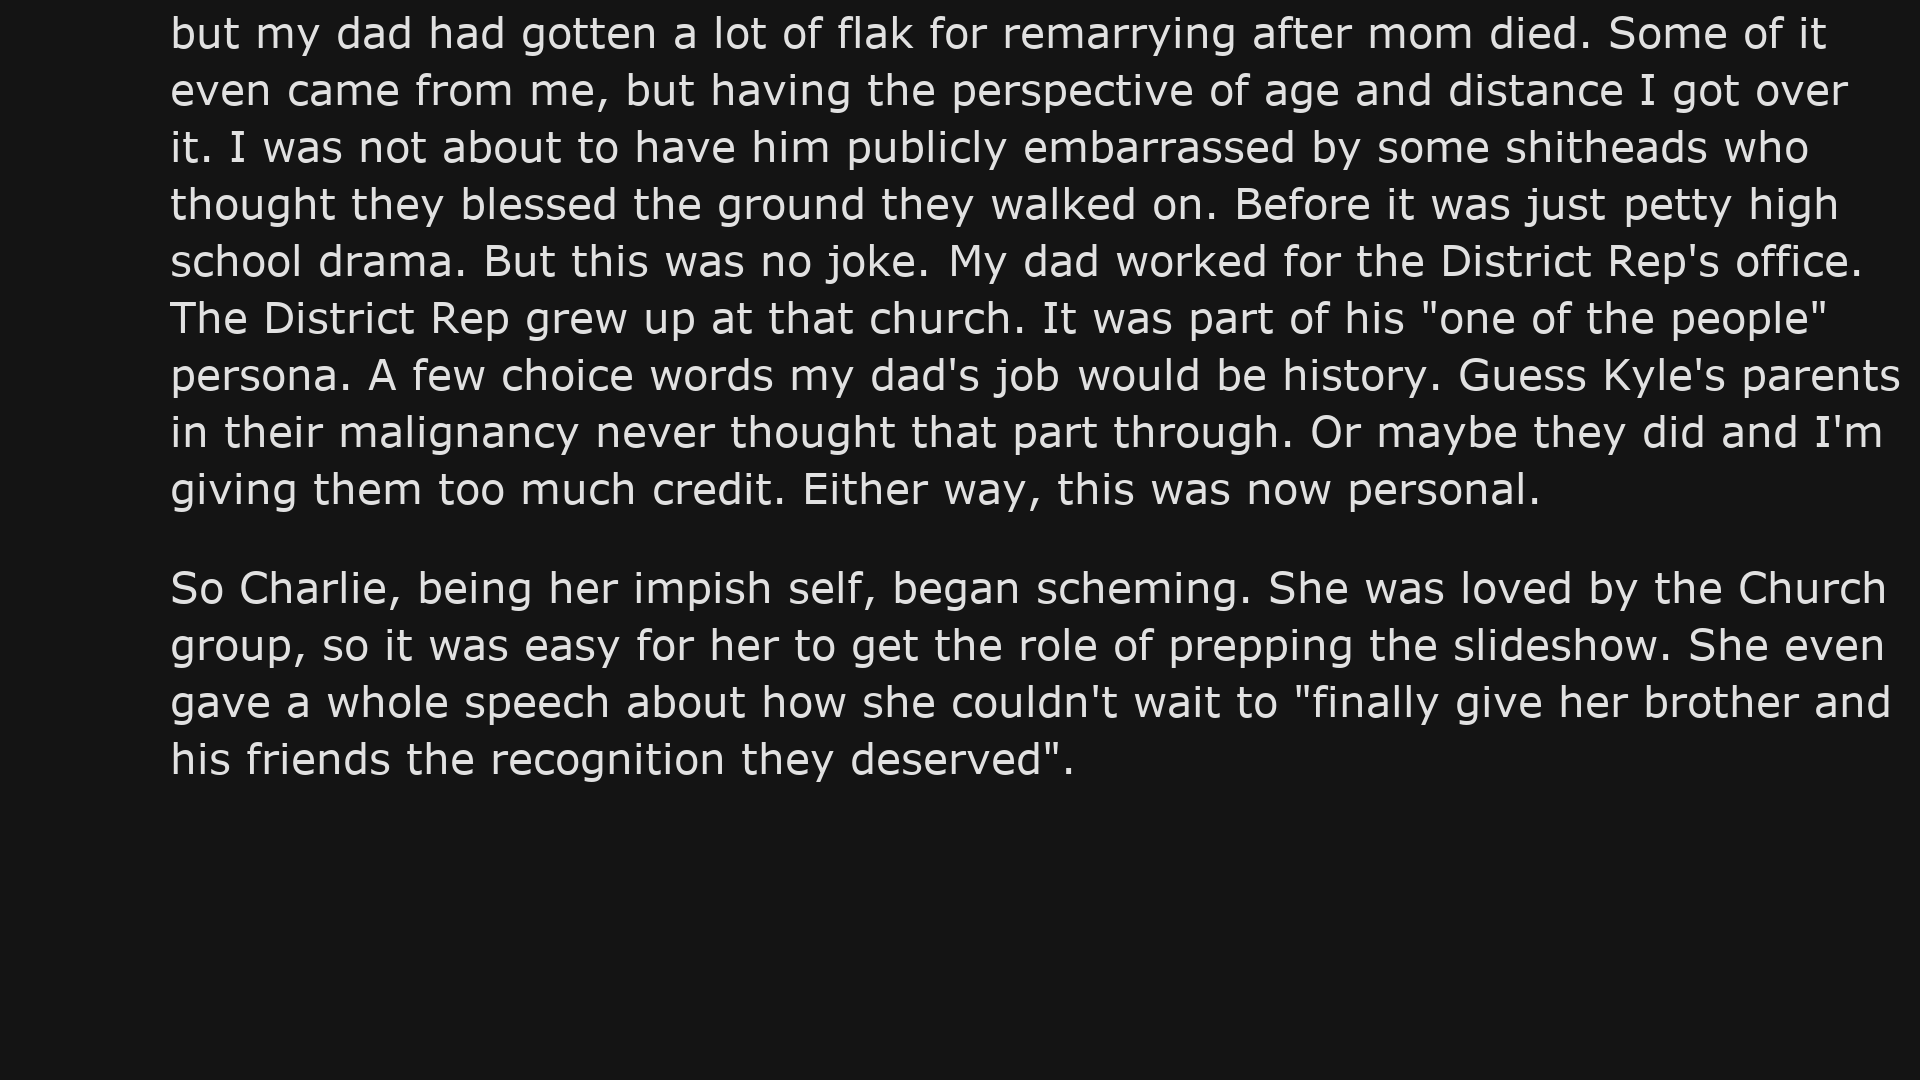 but my dad had gotten a lot of flak for remarrying after mom died. Some of it
even came from me, but having the perspective of age and distance I got over
it. I was not about to have him publicly embarrassed by some shitheads who
thought they blessed the ground they walked on. Before it was just petty high
school drama. But this was no joke. My dad worked for the District Rep's office.
The District Rep grew up at that church. It was part of his "one of the people"
persona. A few choice words my dad's job would be history. Guess Kyle's parents
in their malignancy never thought that part through. Or maybe they did and I'm
giving them too much credit. Either way, this was now personal.
So Charlie, being her impish self, began scheming. She was loved by the Church
group, so it was easy for her to get the role of prepping the slideshow. She even
gave a whole speech about how she couldn't wait to "finally give her brother and
his friends the recognition they deserved".